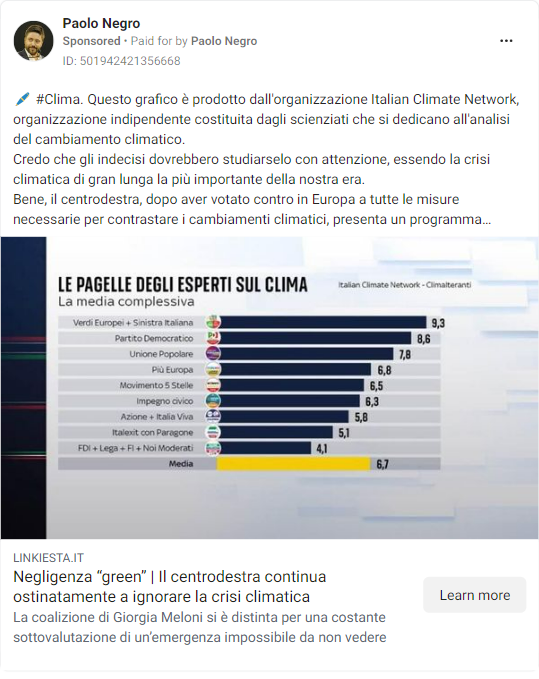 Paolo Negro
Sponsored • Paid for by Paolo Negro
ID: 501942421356668
#Clima. Questo grafico è prodotto dall'organizzazione Italian Climate Network,
organizzazione indipendente costituita dagli scienziati che si dedicano all'analisi
del cambiamento climatico.
Credo che gli indecisi dovrebbero studiarselo con attenzione, essendo la crisi
climatica di gran lunga la più importante della nostra era.
Bene, il centrodestra, dopo aver votato contro in Europa a tutte le misure
necessarie per contrastare i cambiamenti climatici, presenta un programma...
LE PAGELLE DEGLI ESPERTI SUL CLIMA
Italian Climate Network - Climalteranti
La media complessiva
Verdi Europei + Sinistra Italiana 9,3
Partito Democratico 8,6
Unione Popolare 7,8
Più Europa 6,8
Movimento 5 Stelle 6,5
Impegno civico 6,3
Azione + Italia Viva 5,8
Italexit con Paragone 5,1
FDI + Lega + FI + Noi Moderati 4,1
Media 6,7
LINKIESTA.IT
Negligenza “green” | Il centrodestra continua
ostinatamente a ignorare la crisi climatica
Learn more
La coalizione di Giorgia Meloni si è distinta per una costante
sottovalutazione di un’emergenza impossibile da non vedere